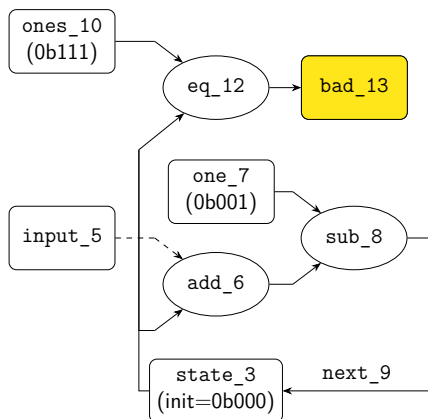 ones_10
(0b111)
eq_12
bad_13
one_7
(0b001)
input_5
sub_8
add_6
state_3
(init=0b000)
next_9